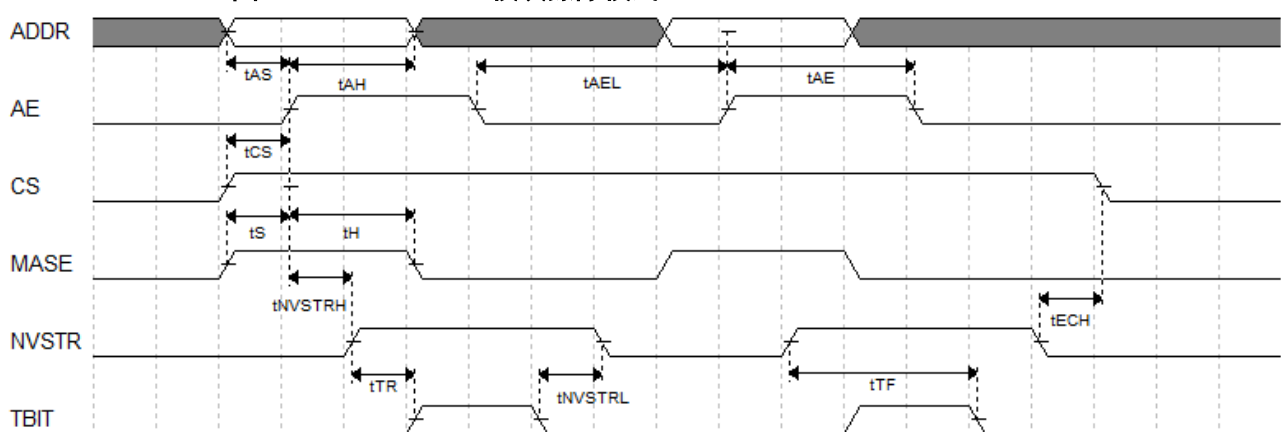 ADDR
tAS
tAH
tAEL
tAE
AE
tCS
CS
tS
tH
MASE
tNVSTRH
tECH
NVSTR
tTR
tNVSTRL
tTF
TBIT